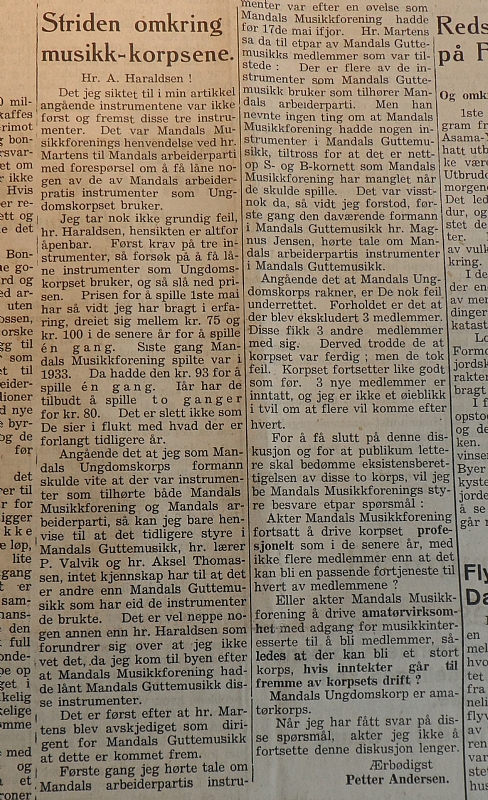 Striden omkring
musikk-korpsene.
Hr. A. Haraldsen !
Det jeg siktet til i min artikkel
angående instrumentene var ikke
først og fremst disse tre instru-
menter. Det var Mandals Mu-
sikkforenings henvendelse ved hr.
Martens til Mandals arbeiderparti
med forespørsel om å få låne
nogen av de av Mandals arbeider-
partis instrumenter som Ung-
domskorpset bruker.
Jeg tar nok ikke grundig feil,
hr. Haraldsen, hensikten er altfor
åpenbar. Først krav på tre in-
strumenter, så forsøk på å få lå-
ne instrumenter som Ungdoms-
korpset bruker, og så slå ned pri-
sen. Prisen for å spille 1ste mai
har så vidt jeg har bragt i erfa-
ring, dreiet sig mellem kr. 75 og
kr. 100 i de senere år for å spille
én gang. Siste gang Man-
dals Musikkforening spilte var i
1933. Da hadde den kr. 93 for å
spille én gang. Iår har de
tilbudt å spille to ganger
for kr. 80. Det er slett ikke som
De sier i flukt med hvad der er
forlangt tidligere år.
Angående det at jeg som Man-
dals Ungdomskorps formann
skulde vite at der var instrumen-
ter som tilhørte både Mandals
Musikkforening og Mandals ar-
beiderparti, så kan jeg bare hen-
vise til at det tidligere styre i
Mandals Guttemusikk, hr. lærer
P. Valvik og hr. Aksel Thomas-
sen, intet kjennskap har til at det
er andre enn Mandals Guttemu-
sikk som har eid de instrumenter
de brukte. Det er vel neppe no-
gen annen enn hr. Haraldsen som
forundrer sig over at jeg ikke
vet det, da jeg kom til byen efter
at Mandals Musikkforening had-
de lånt Mandals Guttemusikk dis-
se instrumenter.
Det er først efter at hr. Mar-
tens blev avskjediget som diri-
gent for Mandals Guttemusikk
at dette er kommet frem.
Første gang jeg hørte tale om
Mandals arbeiderpartis instru-
menter var efter en øvelse som
Mandals Musikkforening hadde
før 17de mai ifjor. Hr. Martens
sa da til etpar av Mandals Gutte-
musikks medlemmer som var til-
stede : Der er flere av de in-
strumenter som Mandals Gutte-
musikk bruker som tilhører Man-
dals arbeiderparti. Men han
nevnte ingen ting om at Mandals
Musikkforening hadde nogen in-
strumenter i Mandals Guttemu-
sikk, tiltross for at det er nett-
op S- og B-kornett som Mandals
Musikkforening har manglet når
de skulde spille. Det var visst-
nok da, så vidt jeg forstod, før-
ste gang den daværende formann
i Mandals Guttemusikk, hr. Mag-
nus Jensen, hørte tale om Man-
dals arbeiderpartis instrumenter
i Mandals Guttemusikk.
Angående det at Mandals Ung-
domskorps rakner, er De nok feil
underrettet. Forholdet er det at
der blev ekskludert 3 medlemmer.
Disse fikk 3 andre medlemmer
med sig. Derved trodde de at
korpset var ferdig ; men de tok
feil. Korpset fortsetter like godt
som før. 3 nye medlemmer er
inntatt, og jeg er ikke et øieblikk
i tvil om at flere vil komme efter
hvert.
For å få slutt på denne dis-
kusjon og for at publikum lette-
re skal bedømme eksistensberet-
tigelsen av disse to korps, vil jeg
be Mandals Musikkforenings sty-
re besvare etpar spørsmål :
Akter Mandals Musikkforening
fortsatt å drive korpset profe-
sjonelt som i de senere år, med
ikke flere medlemmer enn at det
kan bli en passende fortjeneste til
hvert av medlemmene ?
Eller akter Mandals Musikk-
forening å drive amatørvirksom-
het med adgang for musikkinter-
esserte til å bli medlemmer, så-
ledes at der kan bli et stort
korps, hvis inntekter går til
fremme av korpsets drift ?
Mandals Ungdomskorp er ama-
tørkorps.
Når jeg har fått svar på dis-
se spørsmål, akter jeg ikke å
fortsette denne diskusjon lenger.
Ærbødigst
Petter Andersen.